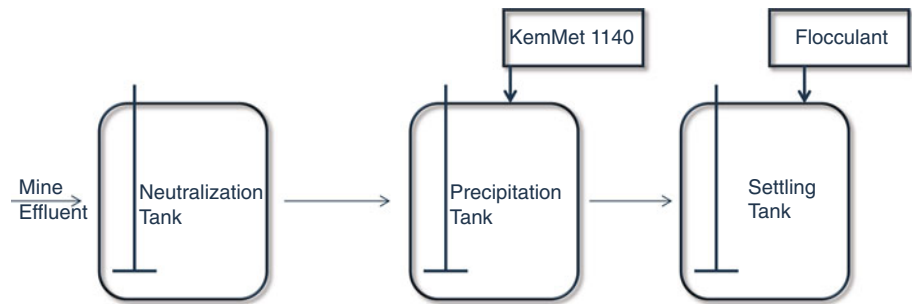 KemMet 1140
Flocculant
Mine
Effluent
Neutralization
Tank
Precipitation
Tank
Settling
Tank